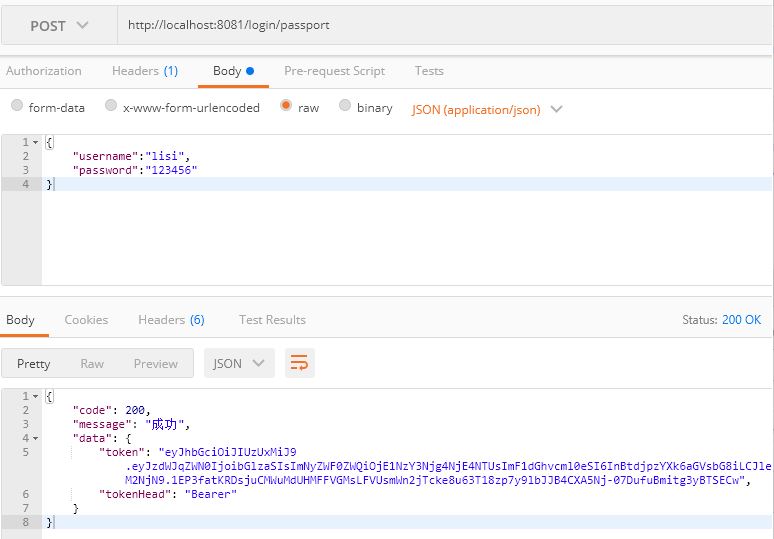 POST http://localhost:8081/login/passport
Authorization Headers (1) Body Pre-request Script Tests
form-data x-www-form-urlencoded raw binary JSON (application/json)
1 {
2 "username":"lisi",
3 "password":"123456"
4 }
Body Cookies Headers (6) Test Results Status: 200 OK
Pretty Raw Preview JSON
1 {
2 "code": 200,
3 "message": "成功",
4 "data": {
5 "token": "eyJhbGciOiJIUzUxMiJ9
.eyJzdWJqZWN0IjoibGlzaSIsImNyZWF0ZWQiOjE1NzY3Njg4NjE4NTUsImF1dGhvcml0eSI6InBtdjpzYXk6aGVsbG8iLCJle
M2NjN9.1EP3fatKRDsjuCMWuMdUHMFFVGMsLFVUsmWn2jTcke8u63T18zp7y9lbJJB4CXA5Nj-07DufuBmitg3yBTSECw",
6 "tokenHead": "Bearer"
7 }
8 }